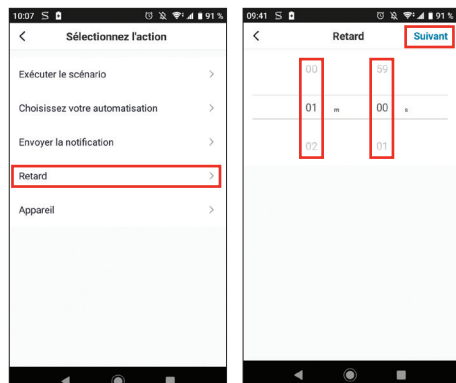 10:07 S 91 %
Sélectionnez l'action
Exécuter le scénario
Choisissez votre automatisation
Envoyer la notification
Retard
Appareil
09:41 S 91 %
Retard Suivant
00 59
01 m 00 s
02 01